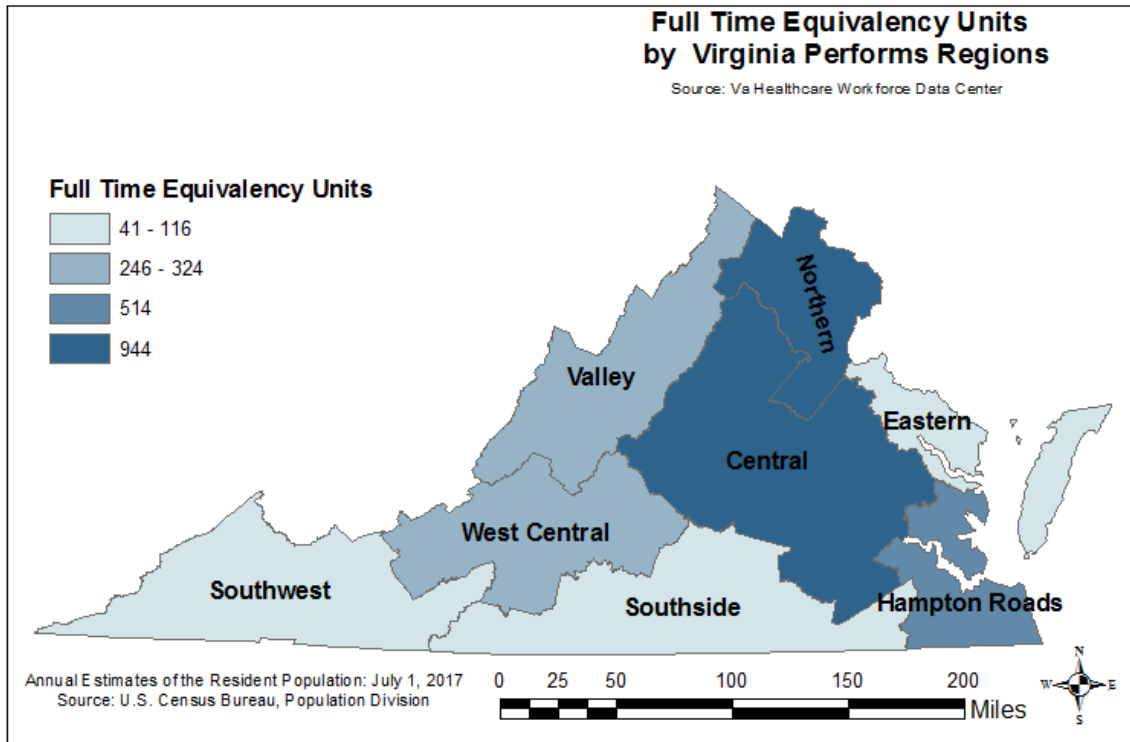 Full Time Equivalency Units
by Virginia Performs Regions
Source: Va Healthcare Workforce Data Center
Full Time Equivalency Units
41 - 116
246 - 324
514
944
Northern
Valley
Eastern
Central
West Central
Southwest
Southside
Hampton Roads
Annual Estimates of the Resident Population: July 1, 2017
Source: U.S. Census Bureau, Population Division
0 25 50 100 150 200
Miles
N
W E
S